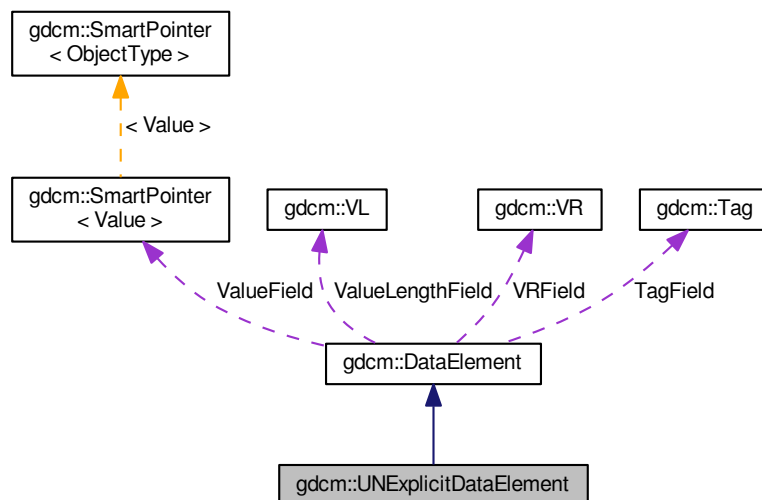 gdcm::SmartPointer
< ObjectType >
< Value >
gdcm::SmartPointer
< Value >
gdcm::VL
gdcm::VR
gdcm::Tag
ValueField
ValueLengthField
VRField
TagField
gdcm::DataElement
gdcm::UNExplicitDataElement